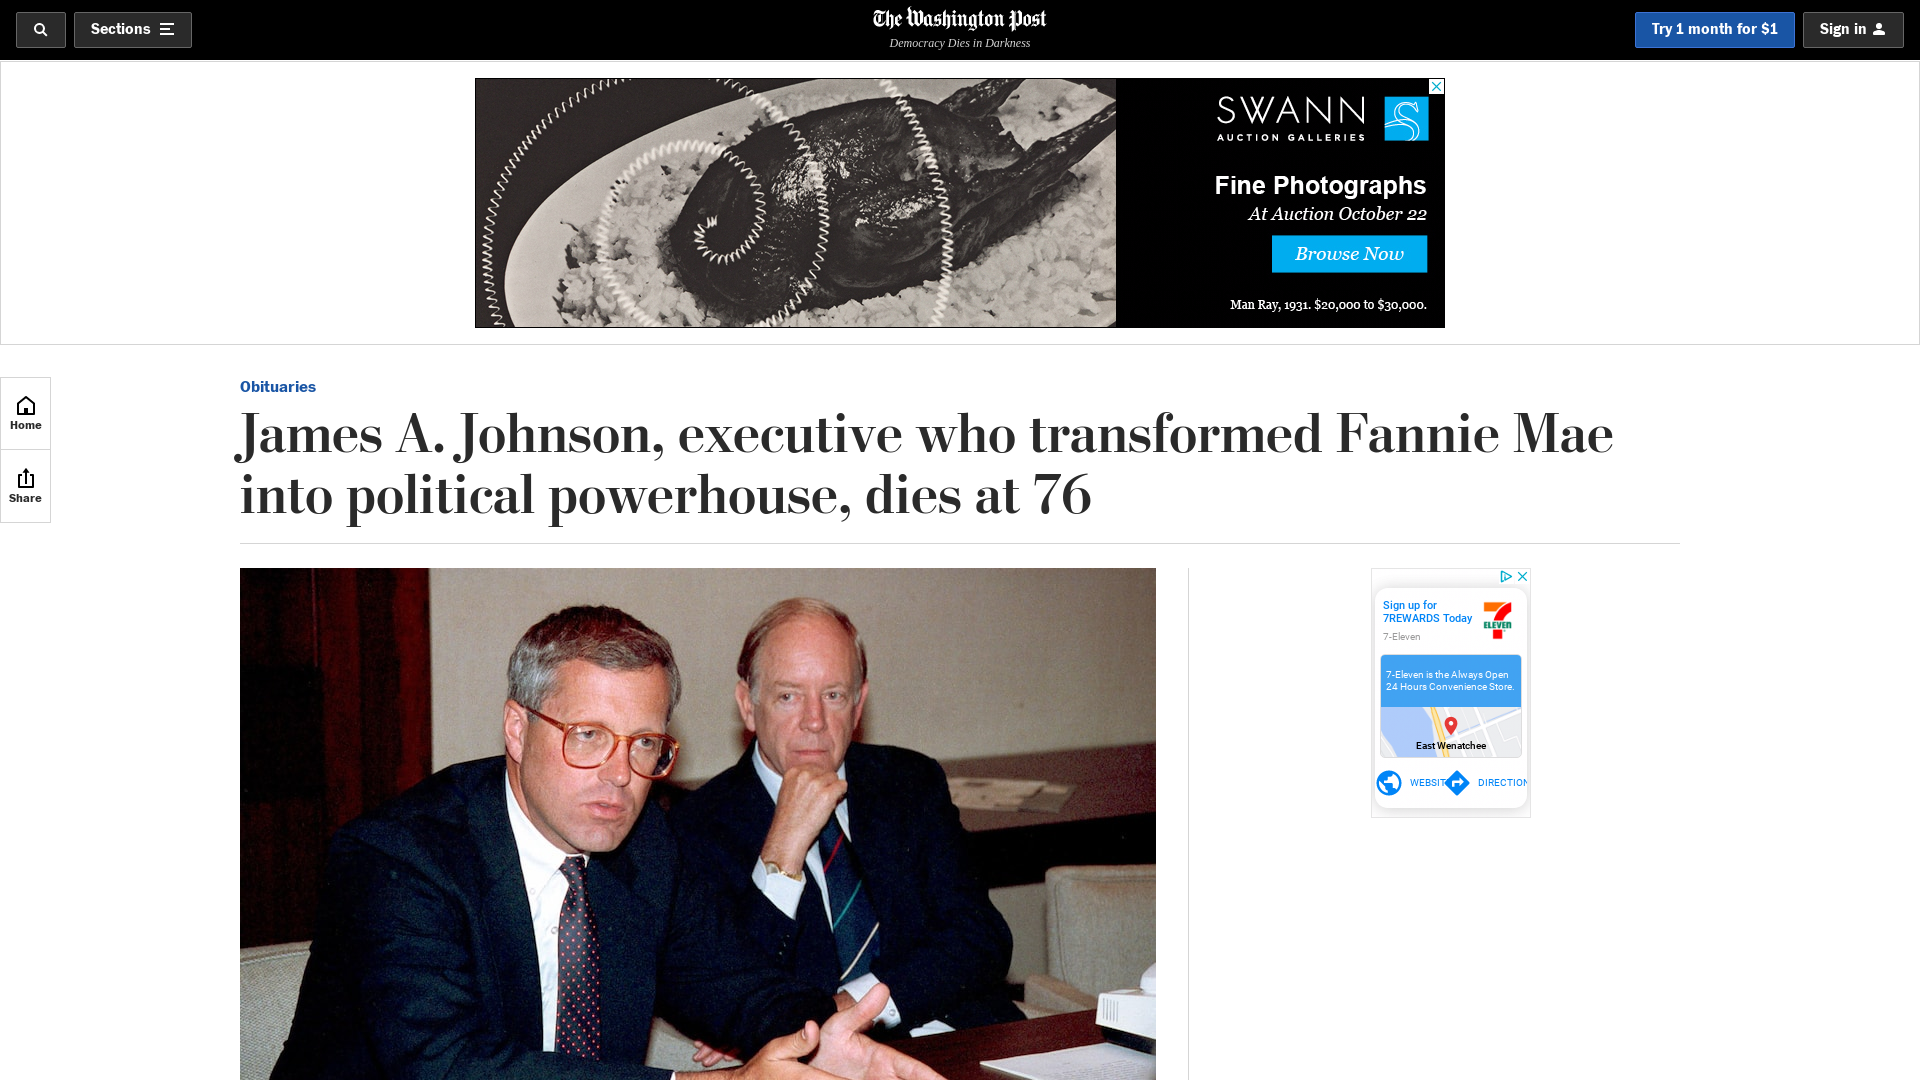 Sections
The Washington Post
Democracy Dies in Darkness
Try 1 month for $1
Sign in
SWANN
AUCTION GALLERIES
Fine Photographs
At Auction October 22
Browse Now
Man Ray, 1931. $20,000 to $30,000.
Home
Share
Obituaries
James A. Johnson, executive who transformed Fannie Mae
into political powerhouse, dies at 76
Sign up for
7REWARDS Today
7-Eleven
ELEVEN
7-Eleven is the Always Open
24 Hours Convenience Store.
East Wenatchee
WEBSIT
DIRECTION